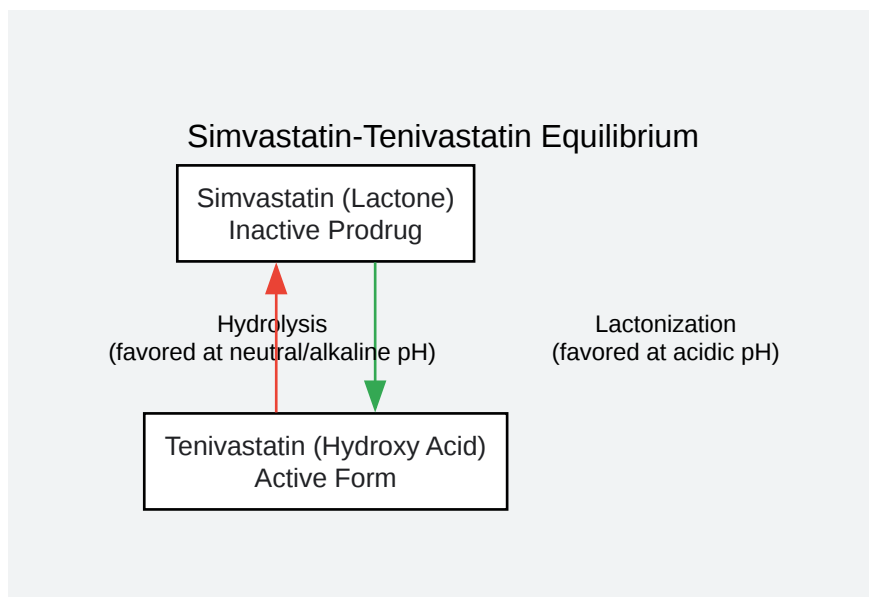 Simvastatin-Tenivastatin Equilibrium
Simvastatin (Lactone)
Inactive Prodrug
Hydrolysis
(favored at neutral/alkaline pH)
Lactonization
(favored at acidic pH)
Tenivastatin (Hydroxy Acid)
Active Form